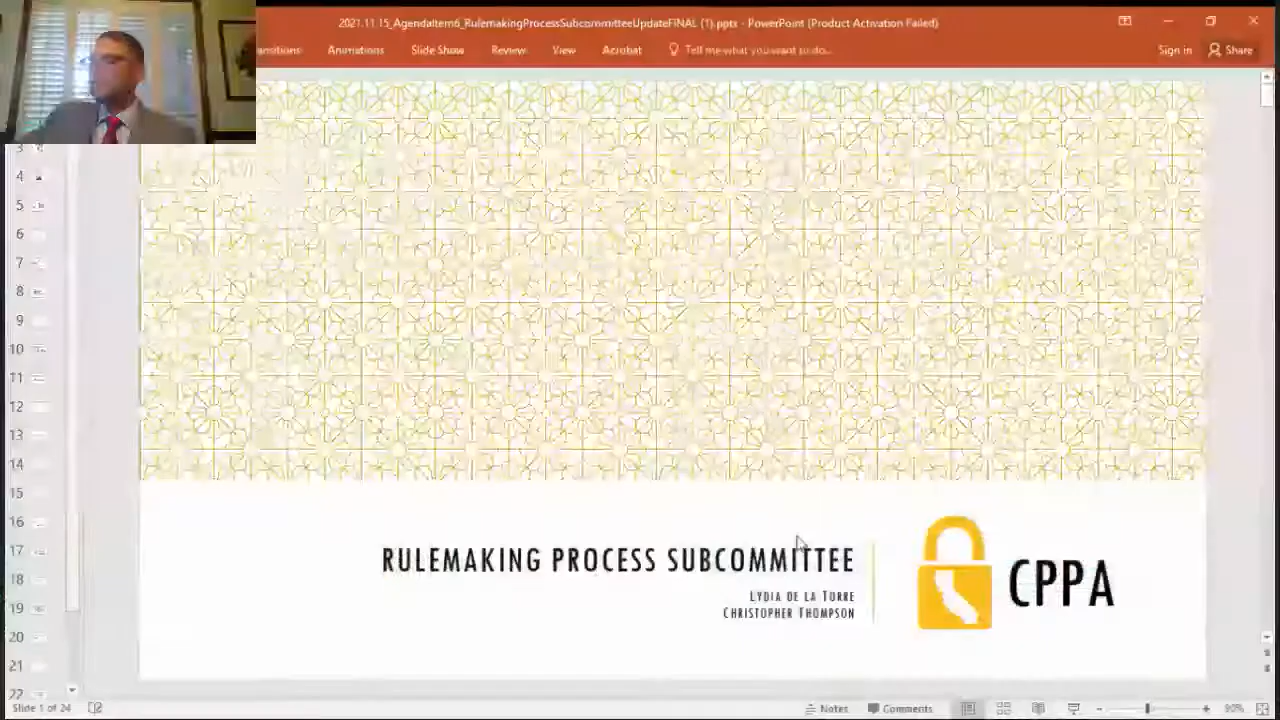 2021.11.15_AgendaItem6_RulemakingProcessSubcommitteeUpdateFINAL (1).pptx - PowerPoint (Product Activation Failed)
Animations Slide Show Review View Acrobat Tell me what you want to do... Sign in Share
4
5
6
7
8
9
10
11
12
13
14
15
16
17
18
19
20
21
22
RULEMAKING PROCESS SUBCOMMITTEE
LYDIA DE LA TORRE
CHRISTOPHER THOMPSON
CPPA
Slide 1 of 24 Notes Comments 90%